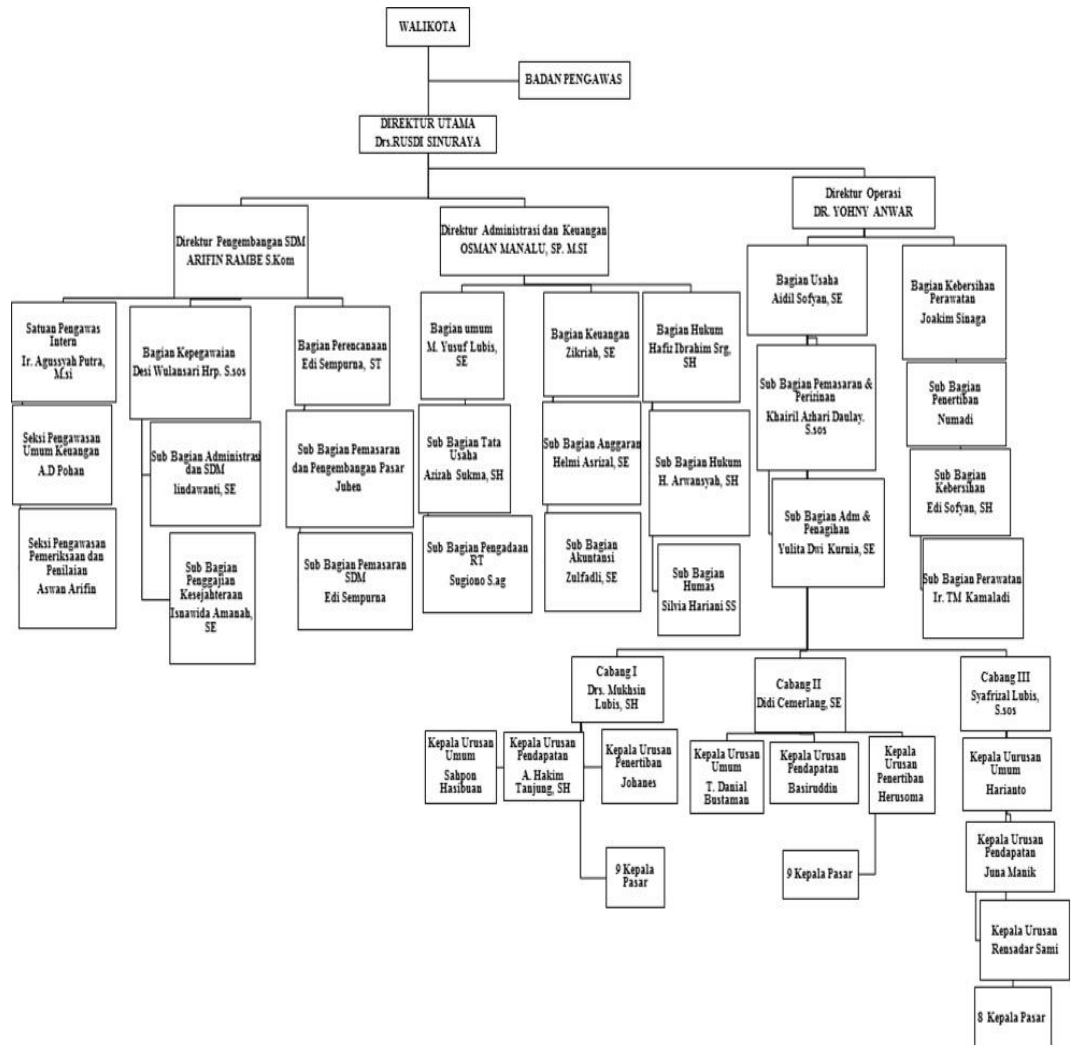 WALIKOTA
BADAN PENGAWAS
DIREKTUR UTAMA
Drs.RUSDI SINURAYA
Direktur Pengembangan SDM
ARIFIN RAMBE S.Kom
Direktur Administrasi dan Keuangan
OSMAN MANALU, SP. M.SI
Direktur Operasi
DR. YOHNY ANWAR
Satuan Pengawas
Intern
Ir. Agussyah Putra,
M.si
Seksi Pengawasan
Umum Keuangan
A.D Pohan
Seksi Pengawasan
Pemeriksaan dan
Penilaian
Aswan Arifin
Bagian Kepegawaian
Desi Wulansari Hrp. S.sos
Sub Bagian Administrasi
dan SDM
lindawanti, SE
Sub Bagian
Penggajian
Kesejahteraan
Isnawida Amanah,
SE
Bagian Perencanaan
Edi Sempurna, ST
Sub Bagian Pemasaran
dan Pengembangan Pasar
Juhen
Sub Bagian Pemasaran
SDM
Edi Sempurna
Bagian umum
M. Yusuf Lubis,
SE
Sub Bagian Tata
Usaha
Azizah Sukma, SH
Sub Bagian Pengadaan
RT
Sugiono S.ag
Bagian Keuangan
Zikriah, SE
Sub Bagian Anggaran
Helmi Asrizal, SE
Sub Bagian
Akuntansi
Zulfadli, SE
Bagian Hukum
Hafiz Ibrahim Srg,
SH
Sub Bagian Hukum
H. Arwansyah, SH
Sub Bagian
Humas
Silvia Hariani SS
Bagian Usaha
Aidil Sofyan, SE
Sub Bagian Pemasaran &
Perizinan
Khairil Azhari Daulay.
S.sos
Sub Bagian Adm &
Penagihan
Yulita Dwi Kurnia, SE
Bagian Kebersihan
Perawatan
Joakim Sinaga
Sub Bagian
Penertiban
Numadi
Sub Bagian
Kebersihan
Edi Sofyan, SH
Sub Bagian Perawatan
Ir. TM Kamaladi
Cabang I
Drs. Mukhsin
Lubis, SH
Kepala Urusan
Umum
Sahpon
Hasibuan
Kepala Urusan
Pendapatan
A. Hakim
Tanjung, SH
Kepala Urusan
Penertiban
Johanes
9 Kepala
Pasar
Cabang II
Didi Cemerlang, SE
Kepala Urusan
Umum
T. Danial
Bustaman
Kepala Urusan
Pendapatan
Basiruddin
Kepala
Urusan
Penertiban
Herusoma
9 Kepala Pasar
Cabang III
Syafrizal Lubis,
S.sos
Kepala Uurusan
Umum
Harianto
Kepala Urusan
Pendapatan
Juna Manik
Kepala Urusan
Rensadar Sami
8 Kepala Pasar